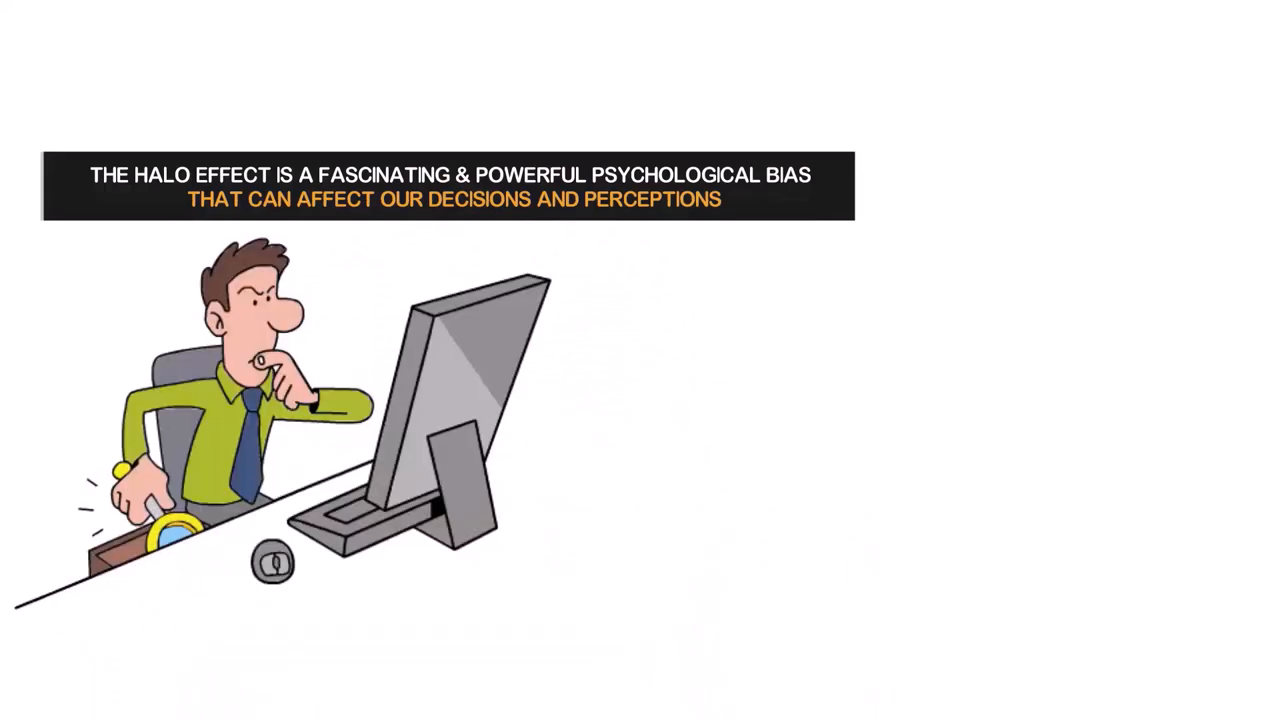 THE HALO EFFECT IS A FASCINATING & POWERFUL PSYCHOLOGICAL BIAS
THAT CAN AFFECT OUR DECISIONS AND PERCEPTIONS